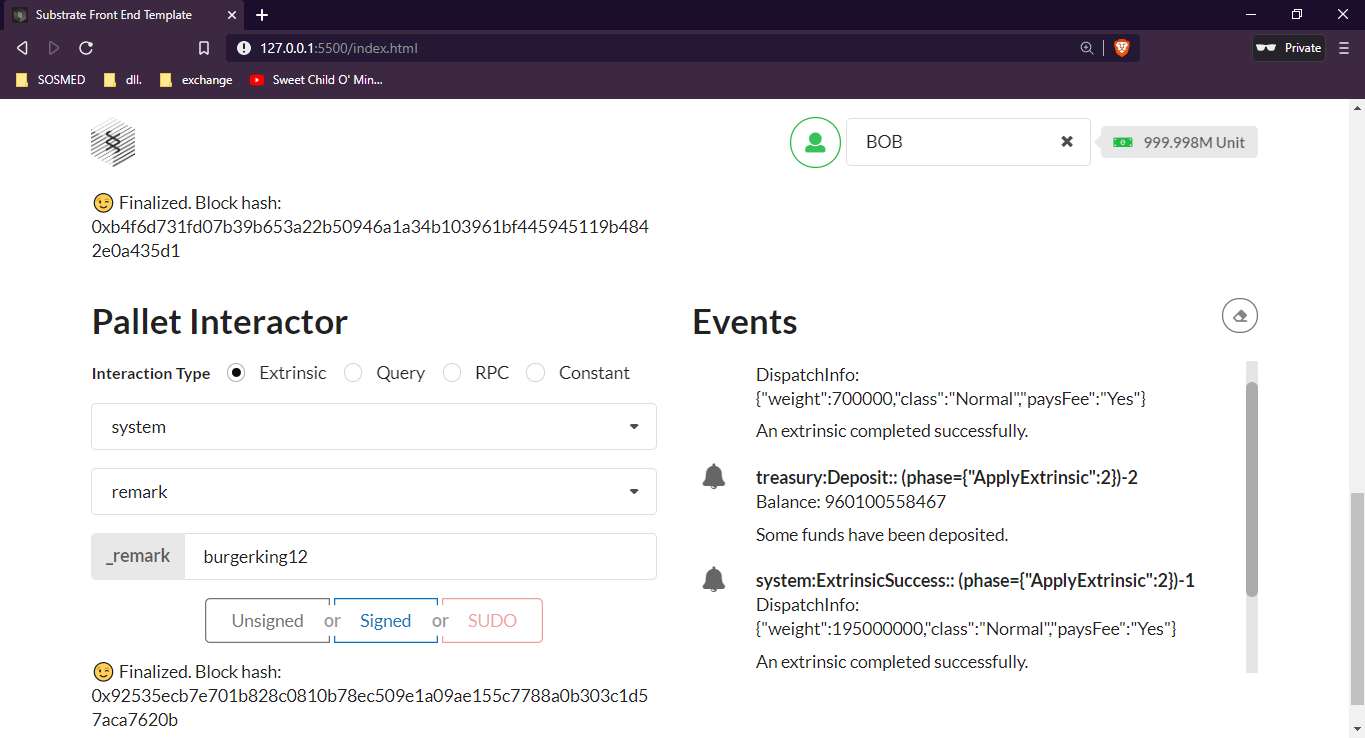 Substrate Front End Template
127.0.0.1:5500/index.html
Private
SOSMED
dll.
exchange
Sweet Child O' Min...
BOB
999.998M Unit
Finalized. Block hash:
0xb4f6d731fd07b39b653a22b50946a1a34b103961bf445945119b484
2e0a435d1
Pallet Interactor
Interaction Type
Extrinsic
Query
RPC
Constant
system
remark
_remark
burgerking12
Unsigned
or
Signed
or
SUDO
Finalized. Block hash:
0x92535ecb7e701b828c0810b78ec509e1a09ae155c7788a0b303c1d5
7aca7620b
Events
DispatchInfo:
{"weight":700000,"class":"Normal","paysFee":"Yes"}
An extrinsic completed successfully.
treasury:Deposit:: (phase={"ApplyExtrinsic":2})-2
Balance: 960100558467
Some funds have been deposited.
system:ExtrinsicSuccess:: (phase={"ApplyExtrinsic":2})-1
DispatchInfo:
{"weight":195000000,"class":"Normal","paysFee":"Yes"}
An extrinsic completed successfully.